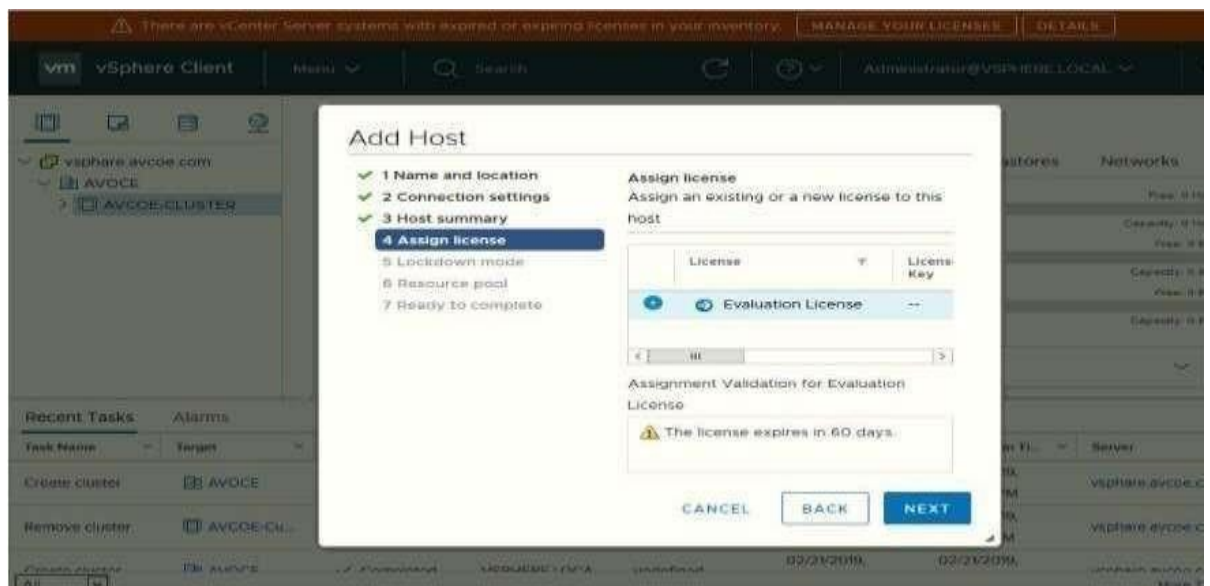 There are vCenter Server systems with expired or expiring licenses in your inventory. MANAGE YOUR LICENSES DETAILS
vm vSphere Client Menu Search Administrator@VSPHERE.LOCAL
vsphare.avcoe.com
AVOCE
AVCOE-CLUSTER
Add Host
1 Name and location
2 Connection settings
3 Host summary
4 Assign license
5 Lockdown mode
6 Resource pool
7 Ready to complete
Assign license
Assign an existing or a new license to this
host
License
Licens
Key
Evaluation License --
Assignment Validation for Evaluation
License
The license expires in 60 days.
CANCEL BACK NEXT
Networks
Recent Tasks Alarms
Task Name Target Server
Create cluster AVOCE vsphare.avcoe.c
Remove cluster AVCOE-Cu...
vsphare.avcoe.c
02/21/2019, 02/21/2019,
All